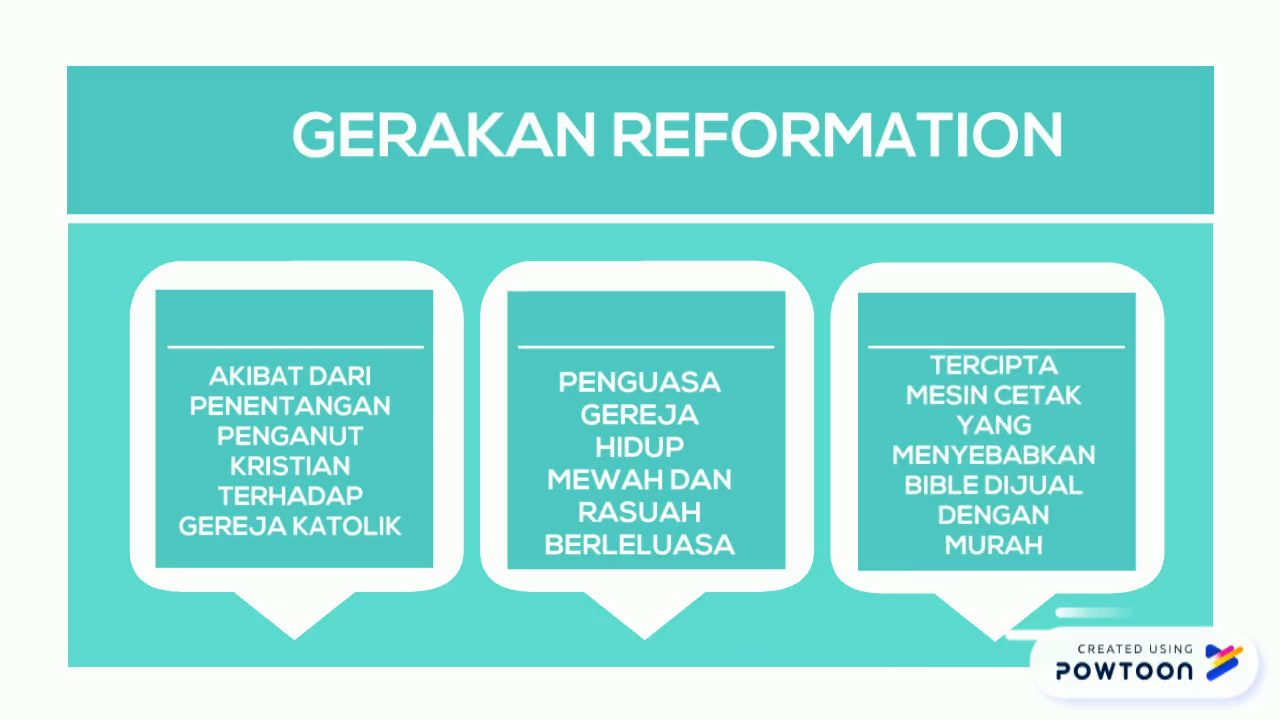 GERAKAN REFORMATION
AKIBAT DARI
PENENTANGAN
PENGANUT
KRISTIAN
TERHADAP
GEREJA KATOLIK
PENGUASA
GEREJA
HIDUP
MEWAH DAN
RASUAH
BERLELUASA
TERCIPTA
MESIN CETAK
YANG
MENYEBABKAN
BIBLE DIJUAL
DENGAN
MURAH
CREATED USING
POWTOON